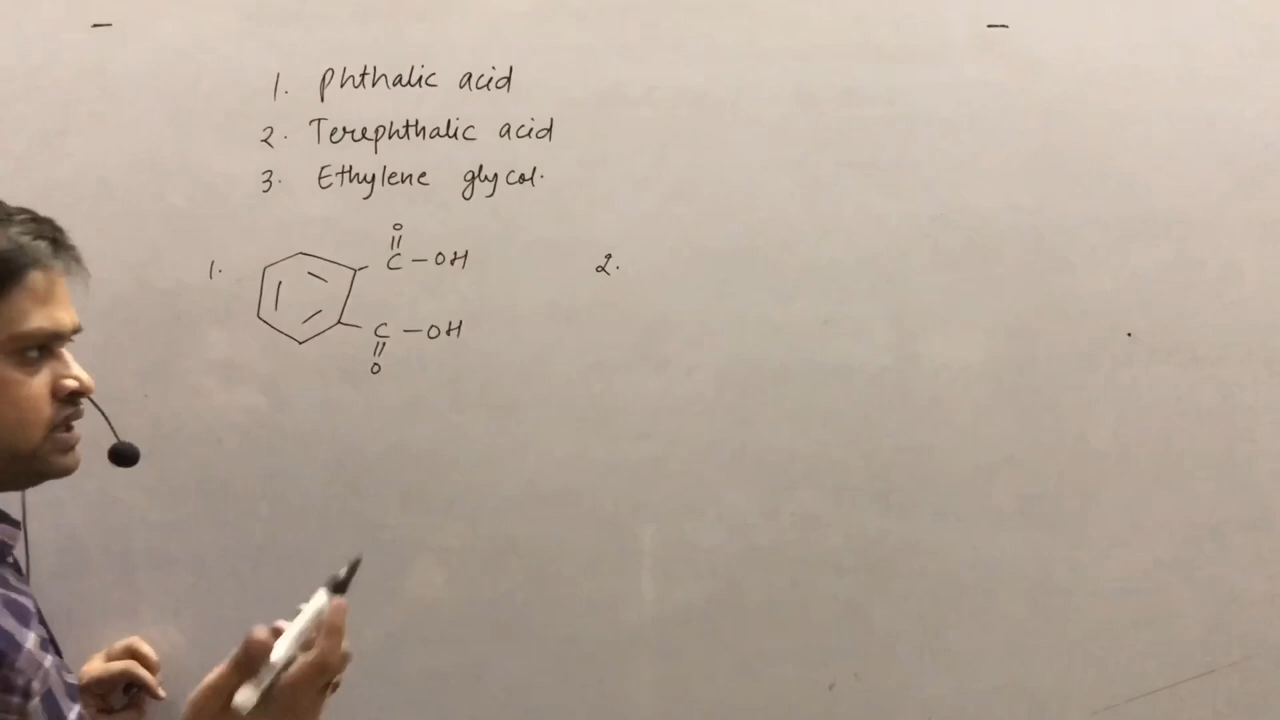 1. Phthalic acid
2. Terephthalic acid
3. Ethylene glycol.
O
1. C-OH 2.
C-OH
O